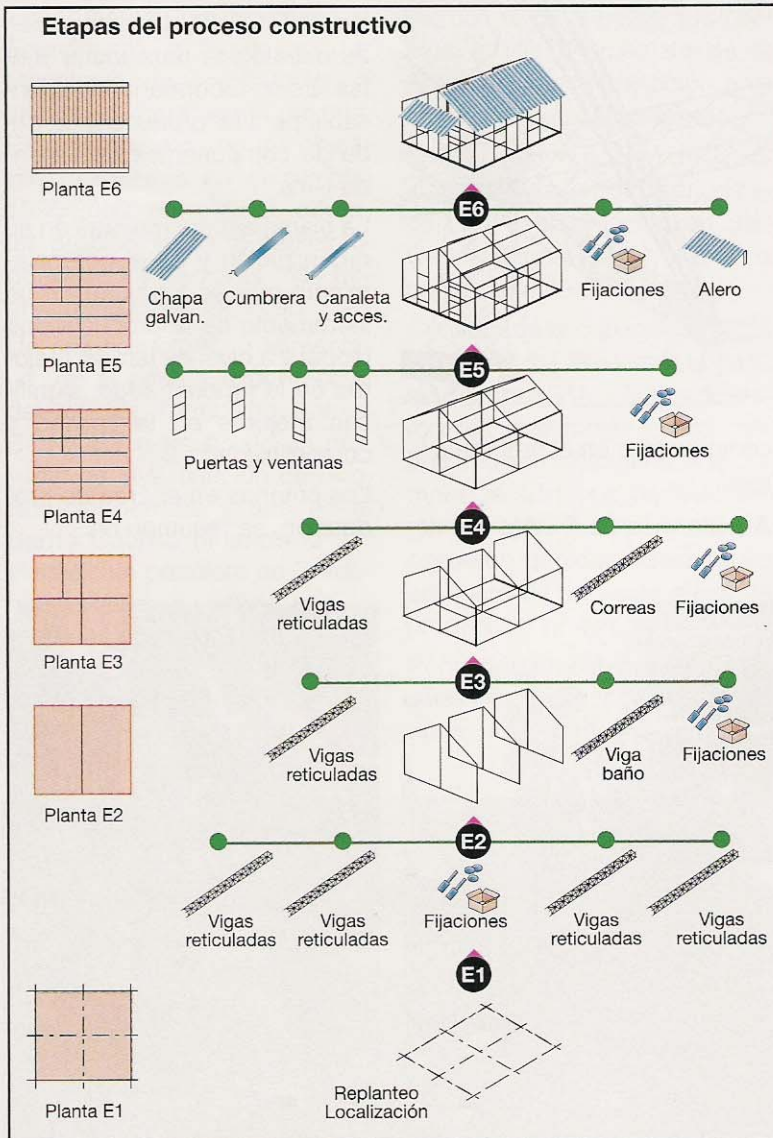 Etapas del proceso constructivo
Planta E6
E6
Chapa
galvan.
Cumbrera
Canaleta
y acces.
Fijaciones
Alero
Planta E5
E5
Puertas y ventanas
Fijaciones
Planta E4
E4
Vigas
reticuladas
Correas
Fijaciones
Planta E3
E3
Vigas
reticuladas
Viga
baño
Fijaciones
Planta E2
E2
Vigas
reticuladas
Vigas
reticuladas
Fijaciones
Vigas
reticuladas
Vigas
reticuladas
E1
Planta E1
Replanteo
Localización